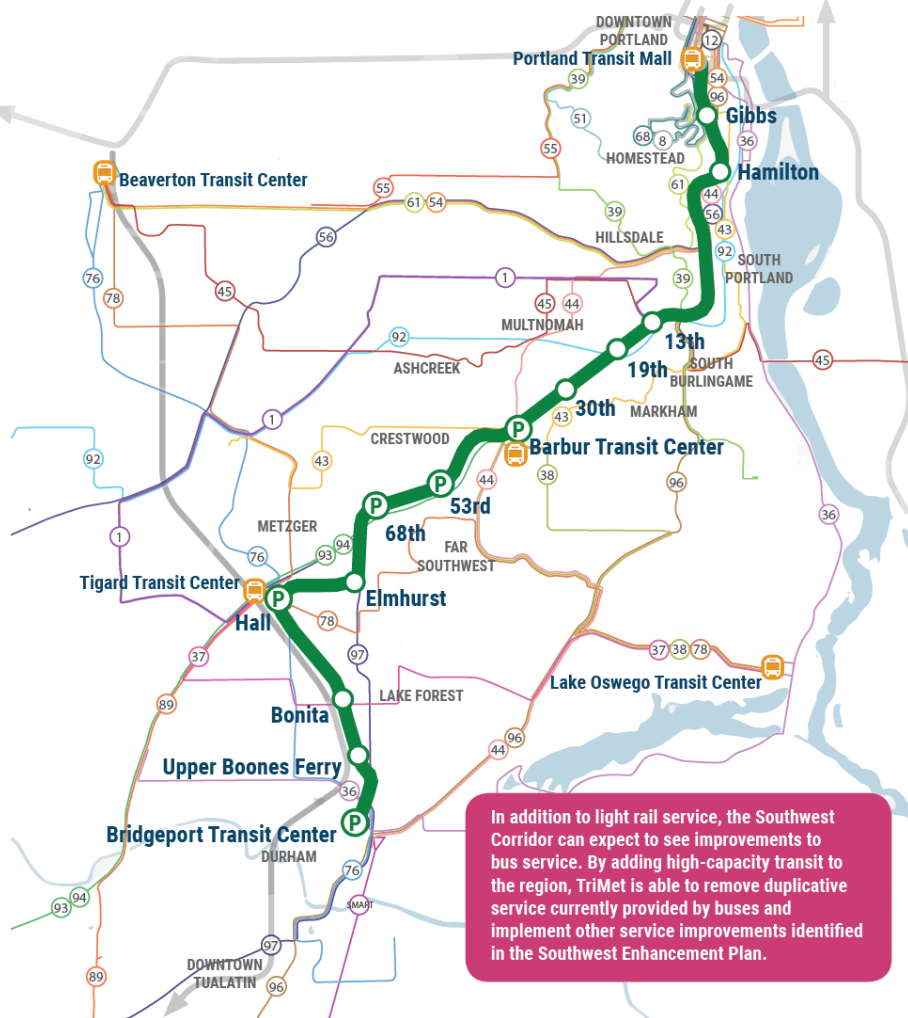 DOWNTOWN
PORTLAND
12
Portland Transit Mall
39
54
96
51
Gibbs
68
8
36
55
HOMESTEAD
Beaverton Transit Center
Hamilton
55
61
44
61
54
39
56
43
56
HILLSDALE
92
SOUTH
PORTLAND
76
1
39
45
78
45
44
MULTNOMAH
92
13th
ASHCREEK
19th
SOUTH
BURLINGAME
45
30th
1
43
MARKHAM
P
CRESTWOOD
Barbur Transit Center
92
43
38
44
96
P
53rd
P
36
METZGER
68th
1
94
93
76
FAR
SOUTHWEST
Tigard Transit Center
P
Elmhurst
Hall
78
37
97
37
38
78
Lake Oswego Transit Center
LAKE FOREST
89
Bonita
96
44
Upper Boones Ferry
36
P
Bridgeport Transit Center
DURHAM
76
94
93
SMART
97
DOWNTOWN
TUALATIN
89
96
In addition to light rail service, the Southwest
Corridor can expect to see improvements to
bus service. By adding high-capacity transit to
the region, TriMet is able to remove duplicative
service currently provided by buses and
implement other service improvements identified
in the Southwest Enhancement Plan.